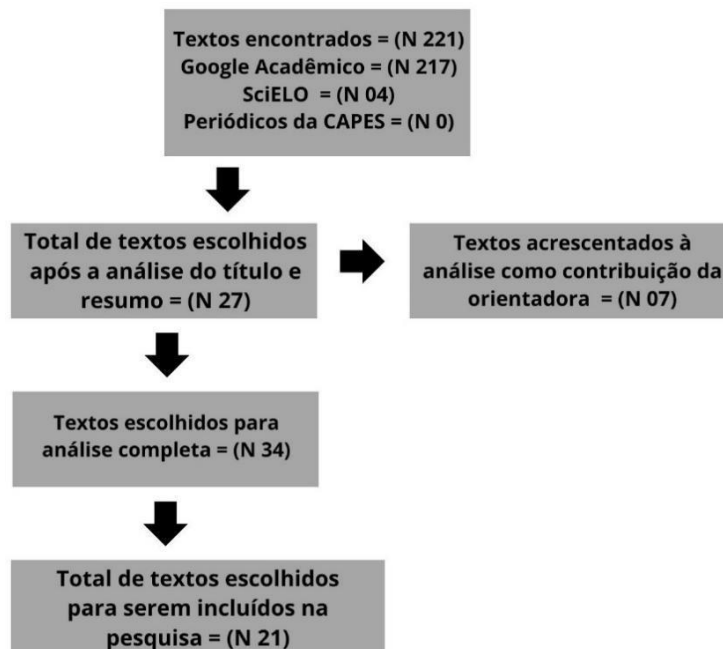 Textos encontrados = (N 221)
Google Acadêmico = (N 217)
SciELO = (N 04)
Periódicos da CAPES = (N 0)
Total de textos escolhidos
após a análise do título e
resumo = (N 27)
Textos acrescentados à
análise como contribuição da
orientadora = (N 07)
Textos escolhidos para
análise completa = (N 34)
Total de textos escolhidos
para serem incluídos na
pesquisa = (N 21)